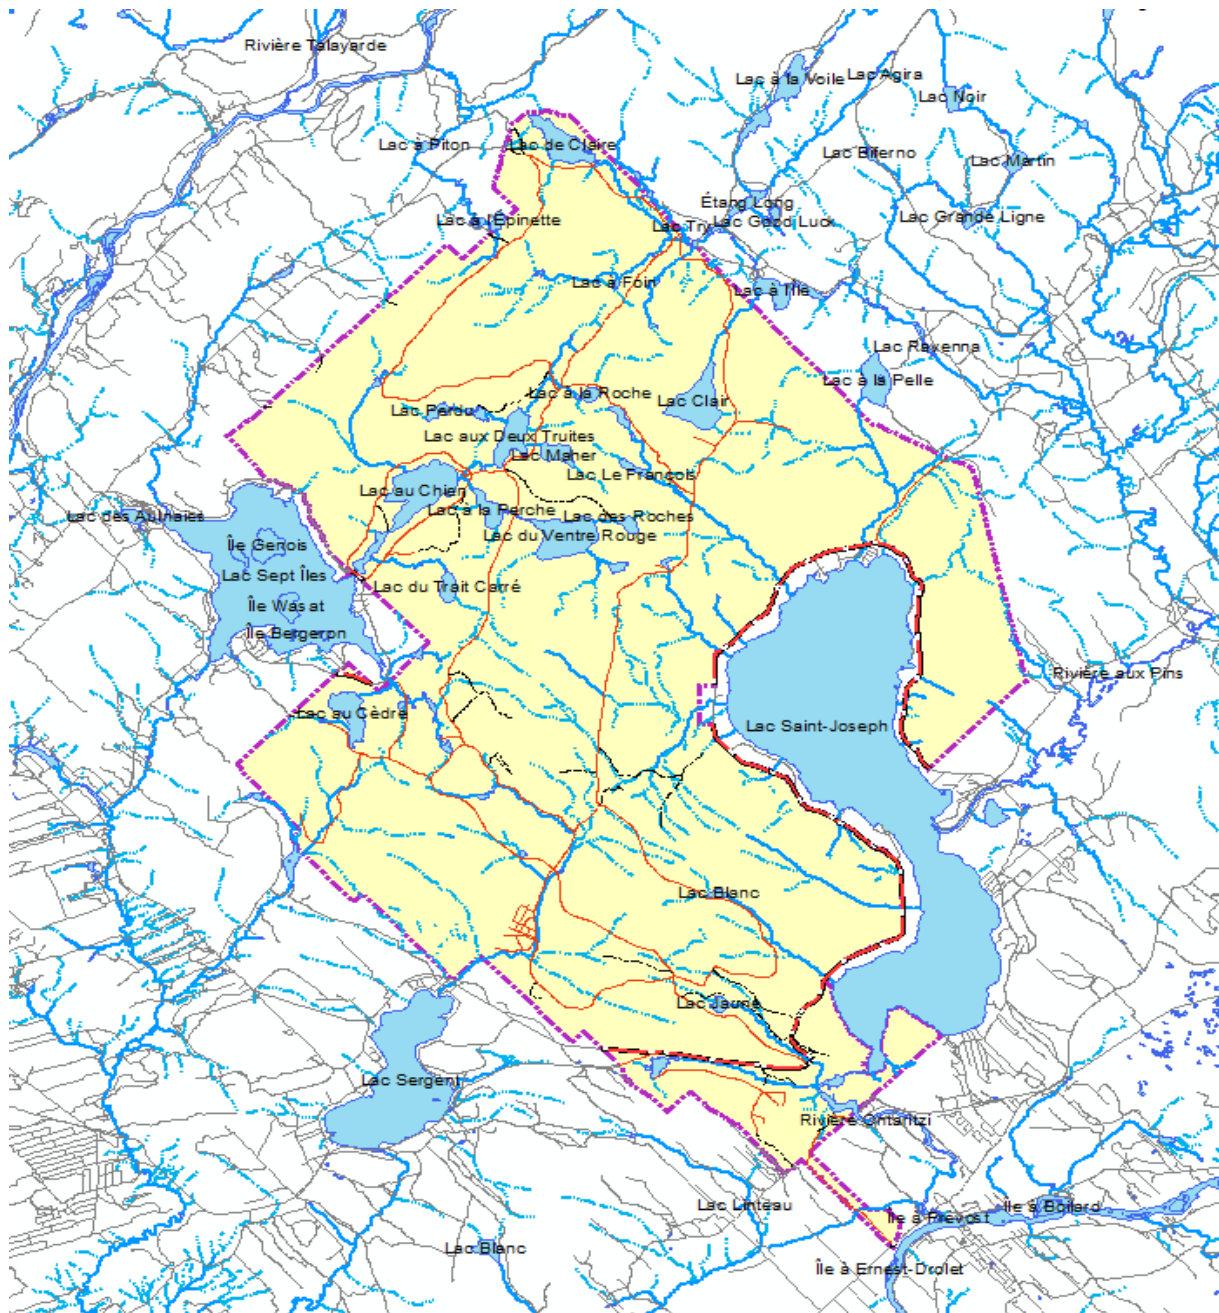 Rivière Talayarde
Lac à la Voile
Lac Agira
Lac Noir
Lac à Piton
Lac de Claire
Lac Biferno
Lac Martin
Étang Long
Lac à l'Épinette
Lac Try
Lac Good Luck
Lac Grande Ligne
Lac à Foin
Lac à l'Île
Lac Ravenna
Lac à la Pelle
Lac à la Roche
Lac Clair
Lac Perdu
Lac aux Deux Truites
Lac Maher
Lac Le François
Lac au Chien
Lac à la Perche
Lac des Aulnaies
Lac des Roches
Lac du Ventre Rouge
Île Genois
Lac Sept Îles
Lac du Trait Carré
Île Wasat
Île Bergeron
Rivière aux Pins
Lac au Cèdre
Lac Saint-Joseph
Lac Blanc
Lac Jaune
Lac Sergent
Rivière Ontaritzi
Lac Linteau
Île à Boilard
Île à Prévost
Lac Blanc
Île à Ernest-Drolet